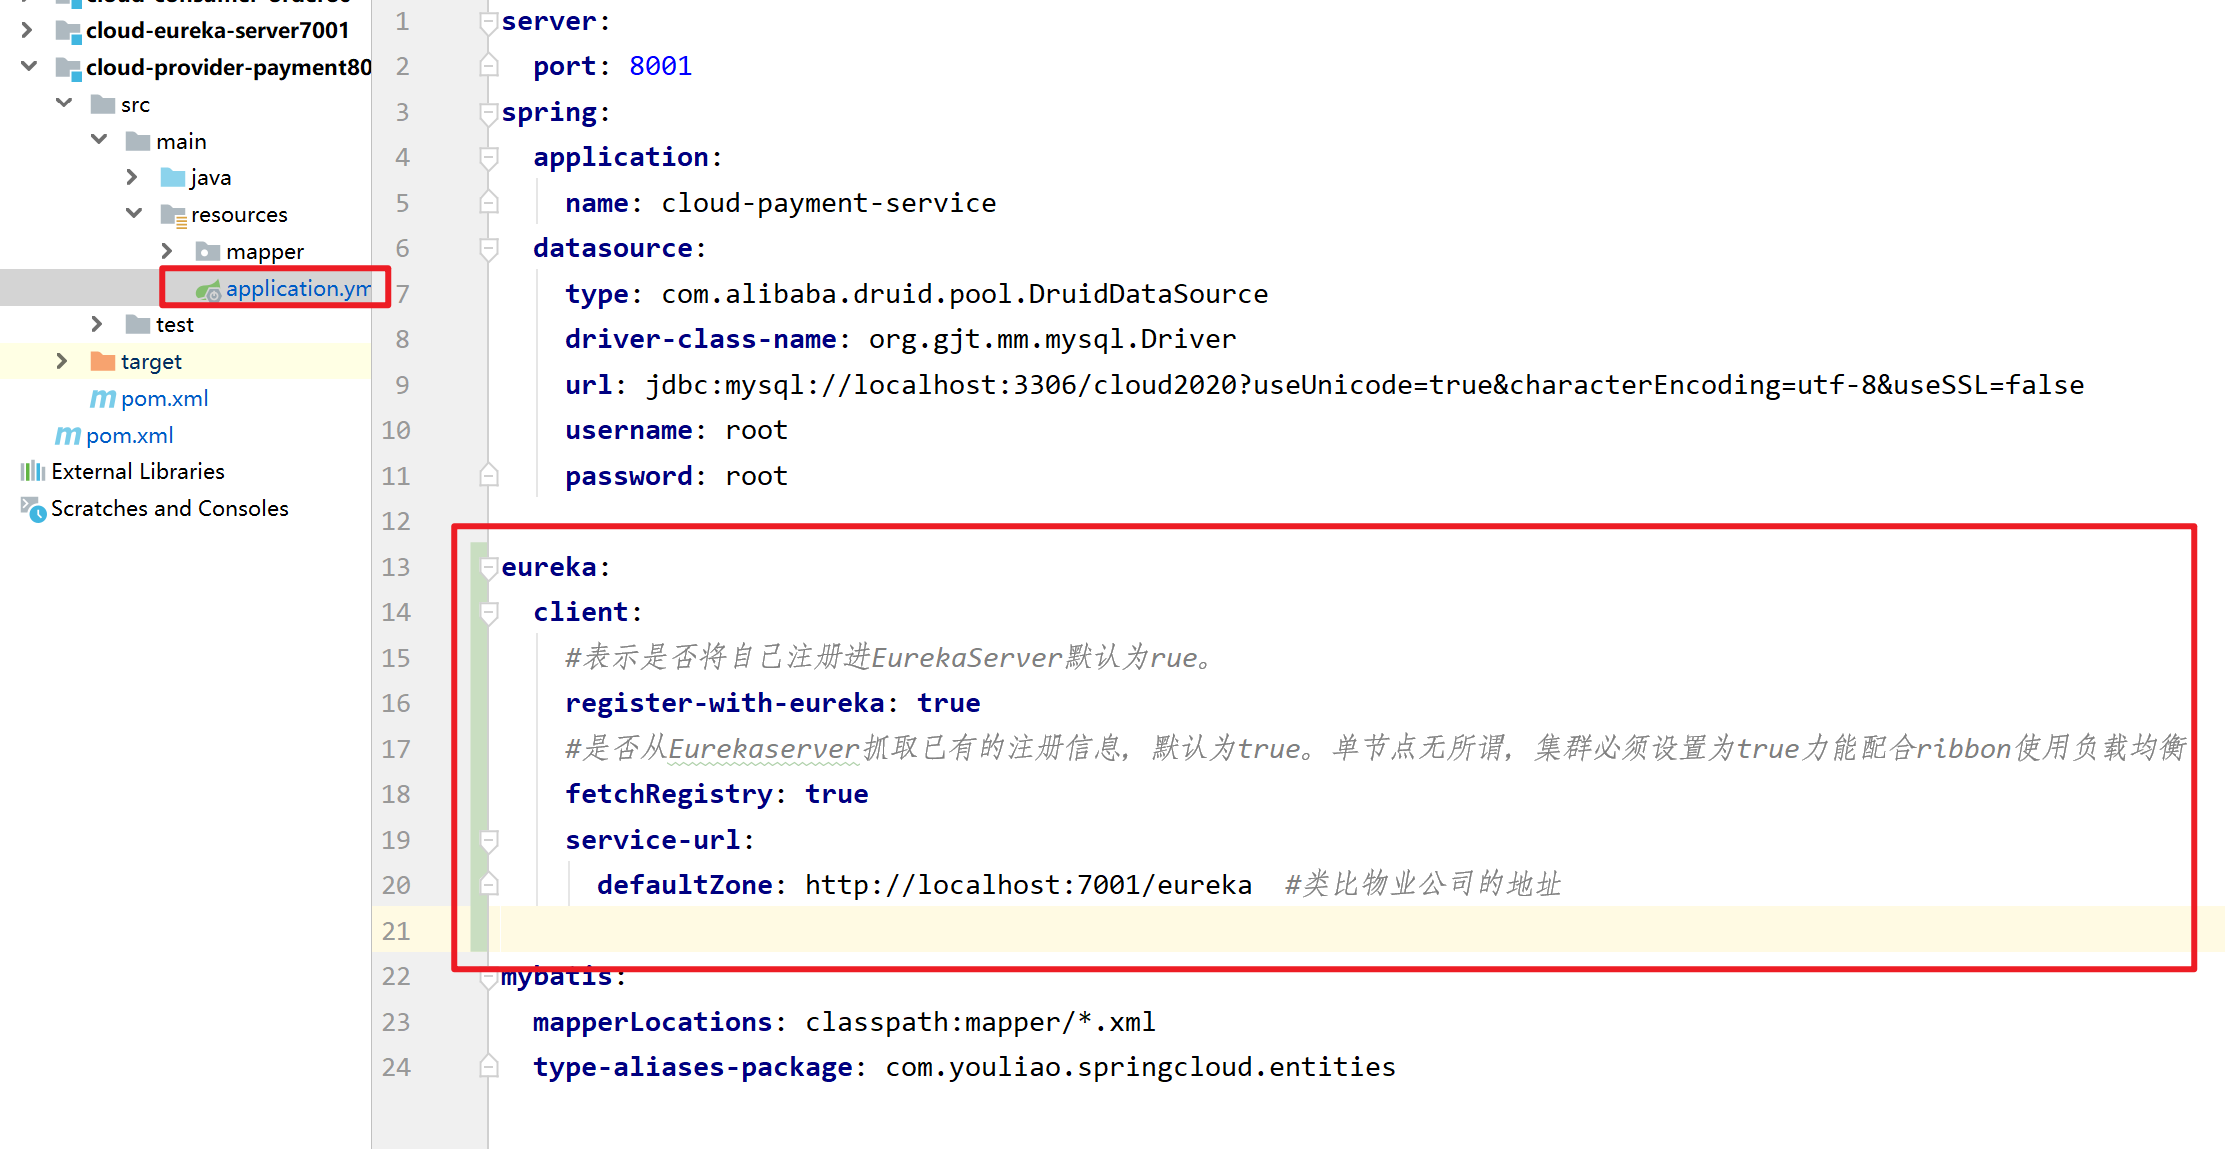 cloud-eureka-server7001
cloud-provider-payment80
src
main
java
resources
mapper
application.ym
test
target
pom.xml
pom.xml
External Libraries
Scratches and Consoles
1 server:
2 port: 8001
3 spring:
4 application:
5 name: cloud-payment-service
6 datasource:
7 type: com.alibaba.druid.pool.DruidDataSource
8 driver-class-name: org.gjt.mm.mysql.Driver
9 url: jdbc:mysql://localhost:3306/cloud2020?useUnicode=true&characterEncoding=utf-8&useSSL=false
10 username: root
11 password: root
12
13 eureka:
14 client:
15 #表示是否将自己注册进EurekaServer默认为rue。
16 register-with-eureka: true
17 #是否从Eurekaserver抓取已有的注册信息，默认为true。单节点无所谓，集群必须设置为true力能配合ribbon使用负载均衡
18 fetchRegistry: true
19 service-url:
20 defaultZone: http://localhost:7001/eureka #类比物业公司的地址
21
22 mybatis:
23 mapperLocations: classpath:mapper/*.xml
24 type-aliases-package: com.youliao.springcloud.entities